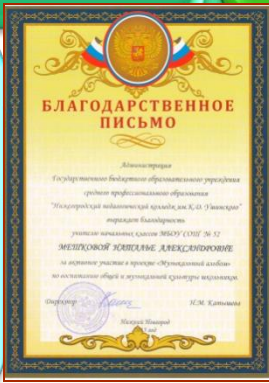 БЛАГОДАРСТВЕННОЕ
ПИСЬМО
Администрация
Государственного бюджетного образовательного учреждения
среднего профессионального образования
"Нижегородский педагогический колледж им. К.Д. Ушинского"
выражает благодарность
учителю начальных классов МБОУ СОШ № 52
МЕШКОВОЙ НАТАЛЬЕ АЛЕКСАНДРОВНЕ
за активное участие в проекте «Музыкальный альбом»
по воспитанию общей и музыкальной культуры школьников.
Директор
Н.М. Катышева
Нижний Новгород